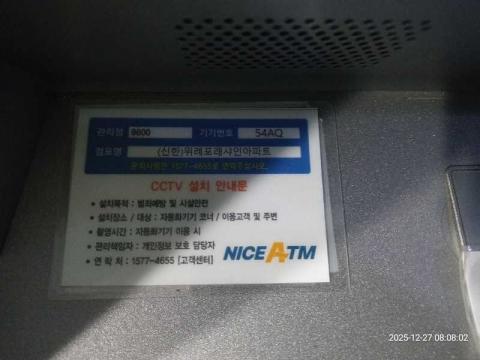 관리점 9600 기기번호 54AQ
점포명 (신한)위례포레샤인아파트
문의사항은 1577-4655로 연락주십시오.
CCTV 설치 안내문
• 설치목적 : 범죄예방 및 시설안전
• 설치장소 / 대상 : 자동화기기 코너 / 이용고객 및 주변
• 촬영시간 : 자동화기기 이용 시
• 관리책임자 : 개인정보 보호 담당자
• 연 락 처 : 1577-4655 [고객센터]
NICE ATM
2025-12-27 08:08:02